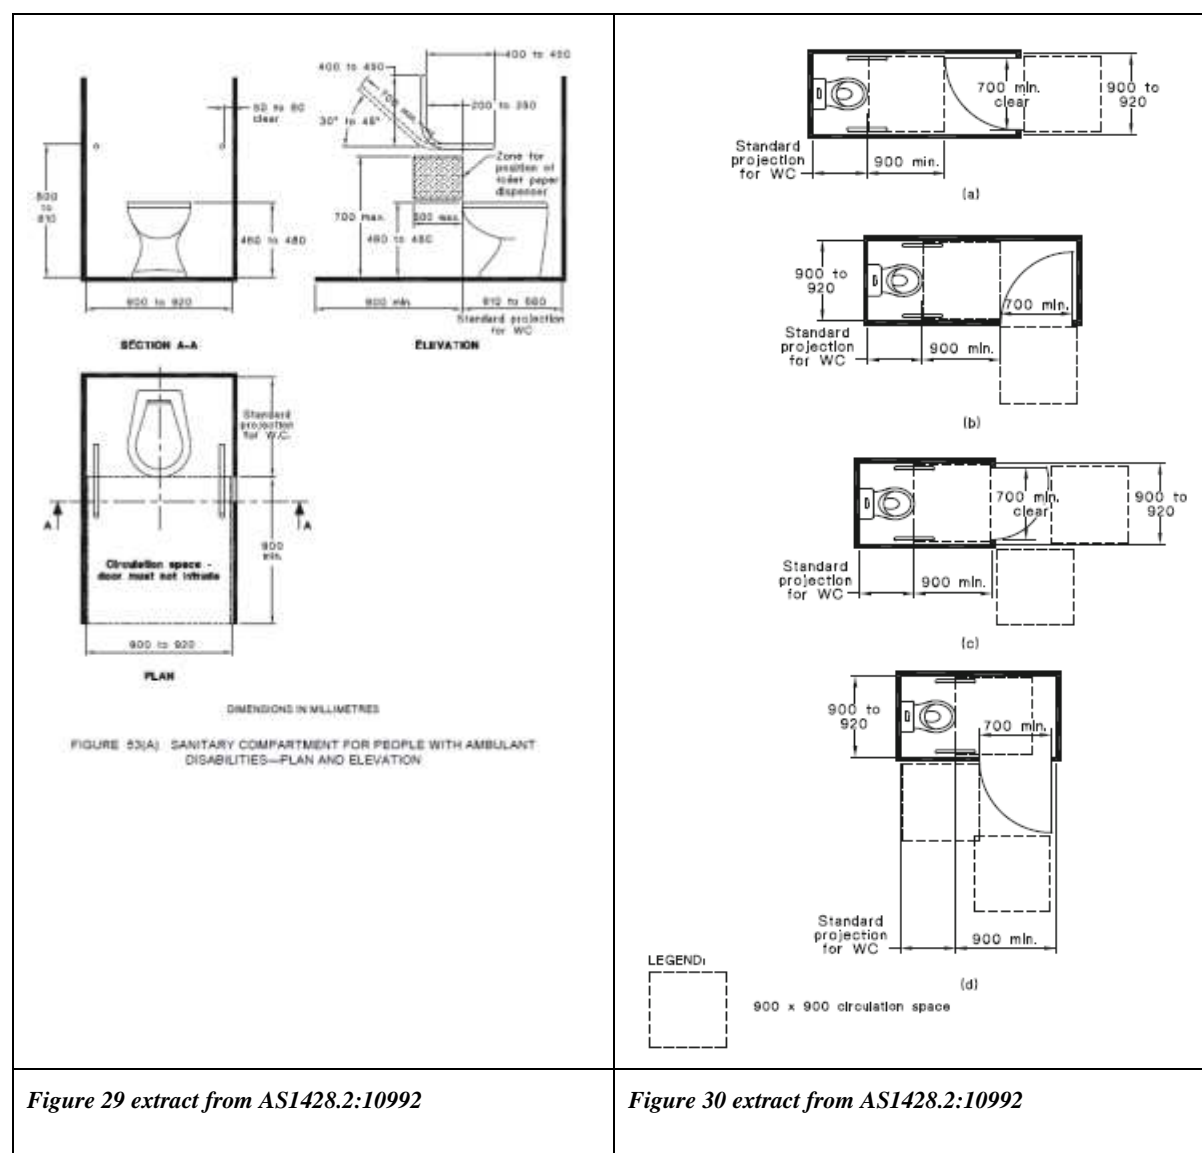 400 to 450
400 to 450
700 min.
200 to 250
50 to 60
clear
30° to 45°
Zone for
position of
toilet paper
dispenser
800
to
810
700 max.
300 max.
460 to 480
460 to 480
900 to 920
900 min.
610 to 660
Standard projection
for WC
SECTION A-A
ELEVATION
Standard
projection
for W.C.
A
A
900
min.
Circulation space -
door must not intrude
900 to 920
PLAN
DIMENSIONS IN MILLIMETRES
FIGURE 53(A) SANITARY COMPARTMENT FOR PEOPLE WITH AMBULANT
DISABILITIES—PLAN AND ELEVATION
700 min.
clear
900 to
920
Standard
projection
for WC
900 min.
(a)
900 to
920
700 min.
Standard
projection
for WC
900 min.
(b)
700 min.
clear
900 to
920
Standard
projection
for WC
900 min.
(c)
900 to
920
700 min.
Standard
projection
for WC
900 min.
(d)
LEGEND:
900 x 900 circulation space
Figure 29 extract from AS1428.2:10992
Figure 30 extract from AS1428.2:10992